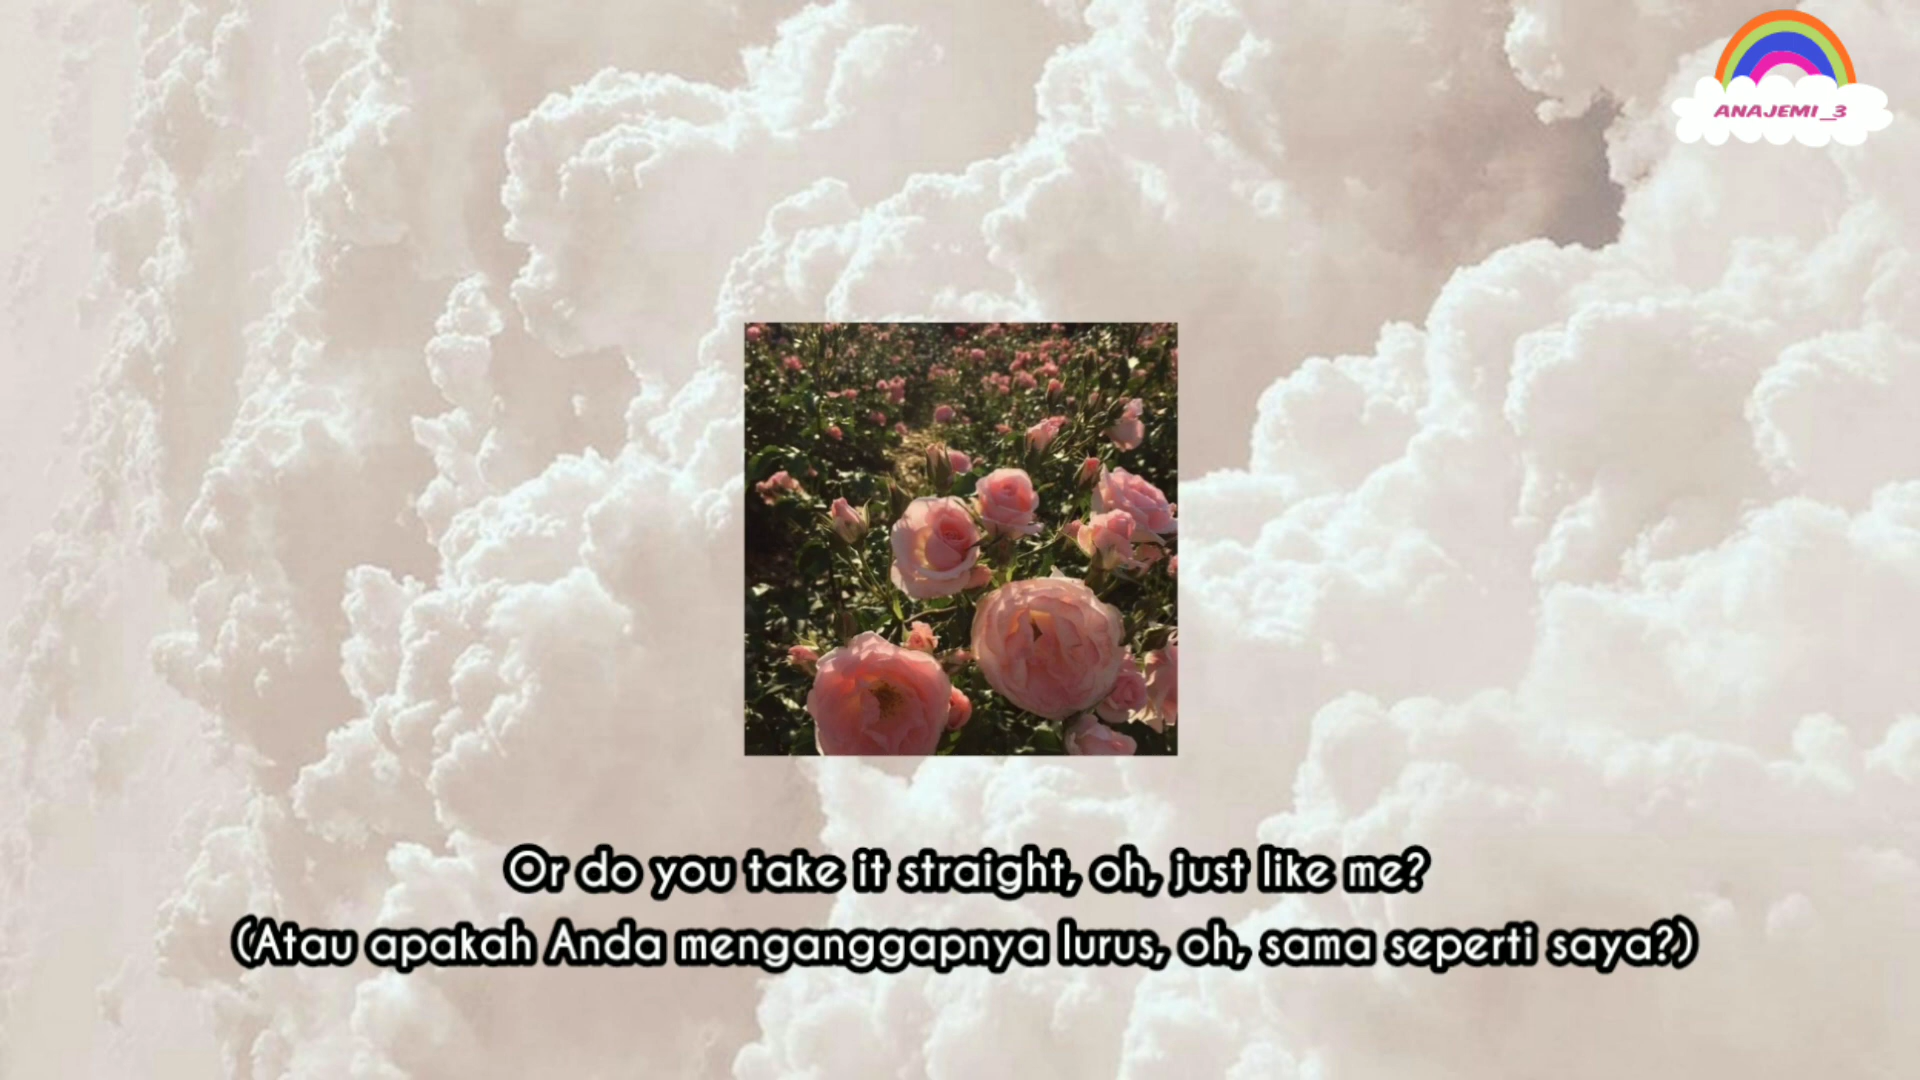 ANAJEMI_3
Or do you take it straight, oh, just like me?
(Atau apakah Anda menganggapnya lurus, oh, sama seperti saya?)